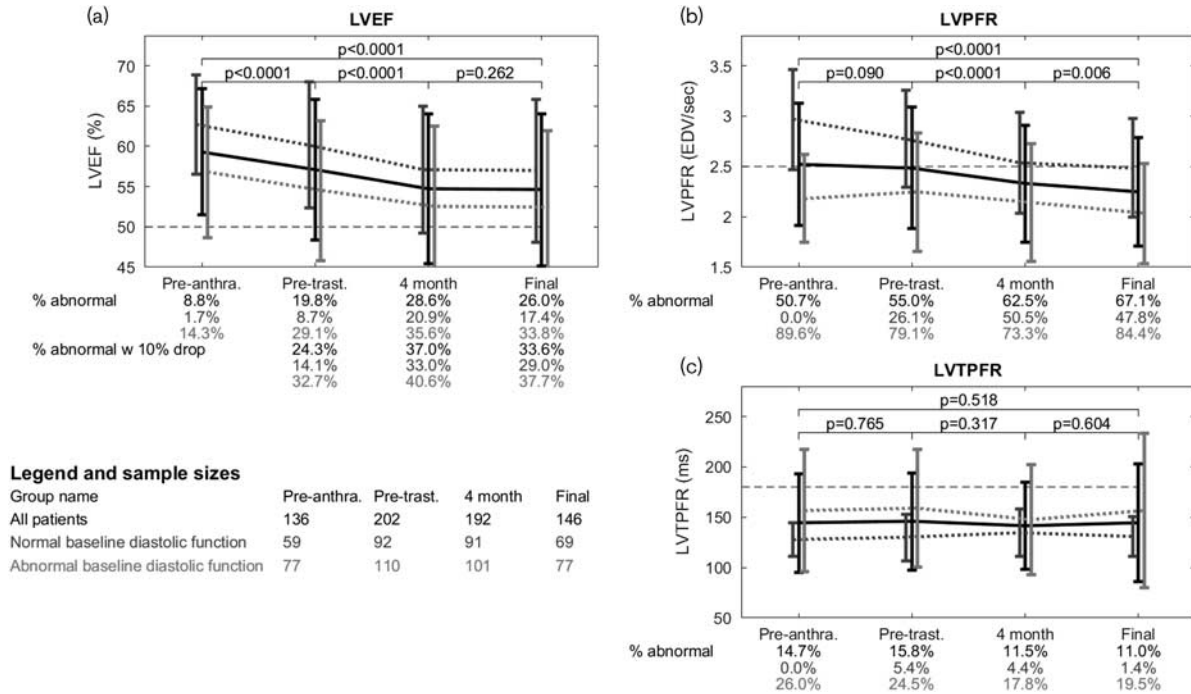 (a)
LVEF
p<0.0001
p<0.0001 p<0.0001 p=0.262
LVEF (%)
70
65
60
55
50
45
Pre-anthra. Pre-trast. 4 month Final
% abnormal 8.8% 19.8% 28.6% 26.0%
1.7% 8.7% 20.9% 17.4%
14.3% 29.1% 35.6% 33.8%
% abnormal w 10% drop 24.3% 37.0% 33.6%
14.1% 33.0% 29.0%
32.7% 40.6% 37.7%
(b)
LVPFR
p<0.0001
p=0.090 p<0.0001 p=0.006
LVPFR (EDV/sec)
3.5
3
2.5
2
1.5
Pre-anthra. Pre-trast. 4 month Final
% abnormal 50.7% 55.0% 62.5% 67.1%
0.0% 26.1% 50.5% 47.8%
89.6% 79.1% 73.3% 84.4%
(c)
LVTPFR
p=0.518
p=0.765 p=0.317 p=0.604
LVTPFR (ms)
250
200
150
100
50
Pre-anthra. Pre-trast. 4 month Final
% abnormal 14.7% 15.8% 11.5% 11.0%
0.0% 5.4% 4.4% 1.4%
26.0% 24.5% 17.8% 19.5%
Legend and sample sizes
Group name Pre-anthra. Pre-trast. 4 month Final
All patients 136 202 192 146
Normal baseline diastolic function 59 92 91 69
Abnormal baseline diastolic function 77 110 101 77